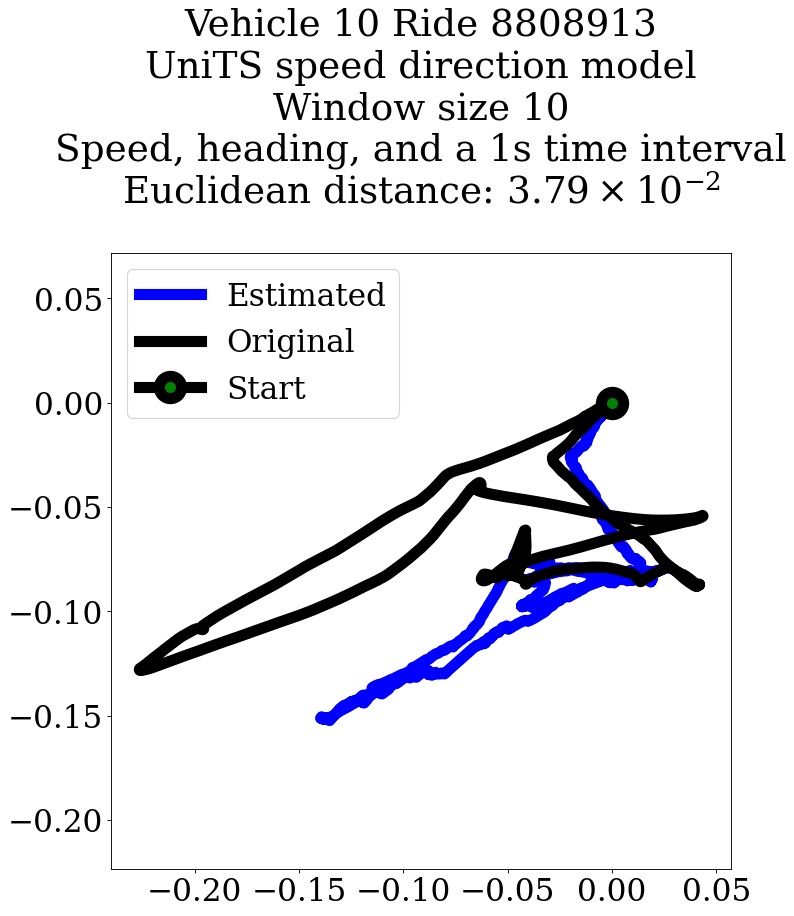 Vehicle 10 Ride 8808913
UniTS speed direction model
Window size 10
Speed, heading, and a 1s time interval
Euclidean distance: 3.79 × 10⁻²
Estimated
Original
Start
0.05
0.00
−0.05
−0.10
−0.15
−0.20
−0.20 −0.15 −0.10 −0.05 0.00 0.05